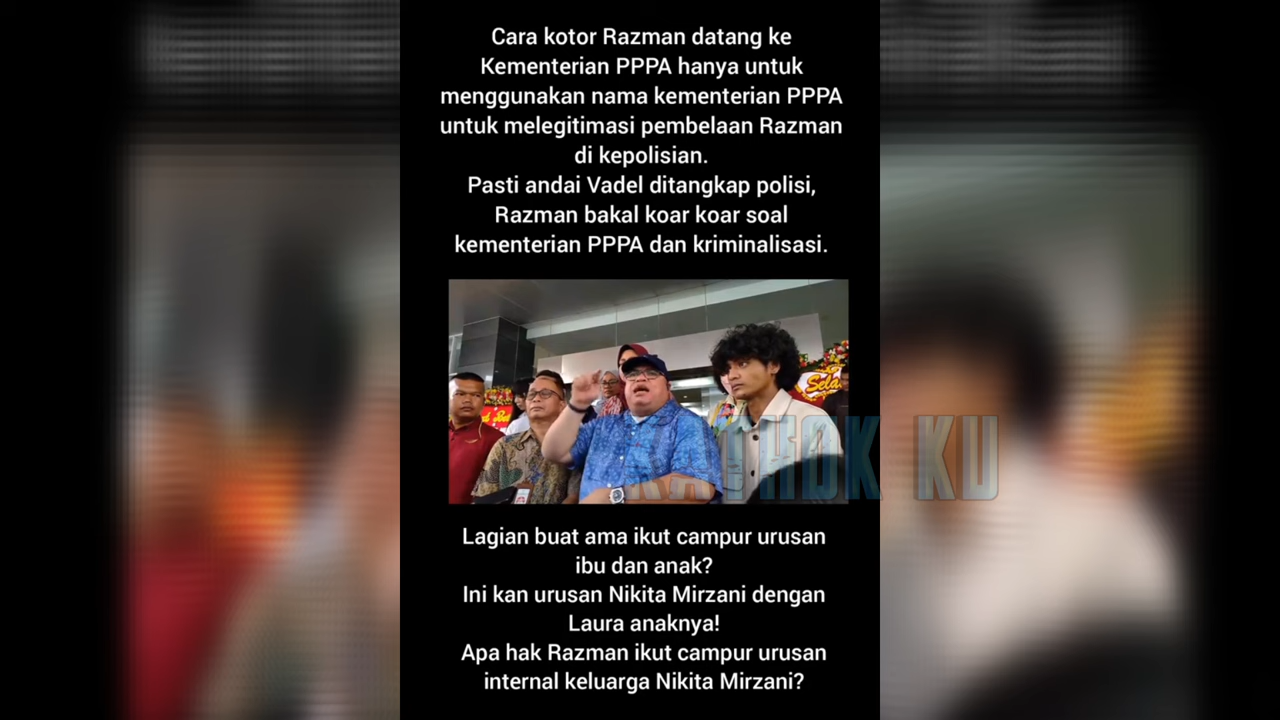 Cara kotor Razman datang ke
Kementerian PPPA hanya untuk
menggunakan nama kementerian PPPA
untuk melegitimasi pembelaan Razman
di kepolisian.
Pasti andai Vadel ditangkap polisi,
Razman bakal koar koar soal
kementerian PPPA dan kriminalisasi.
Sela
KATHOK KU
Lagian buat ama ikut campur urusan
ibu dan anak?
Ini kan urusan Nikita Mirzani dengan
Laura anaknya!
Apa hak Razman ikut campur urusan
internal keluarga Nikita Mirzani?